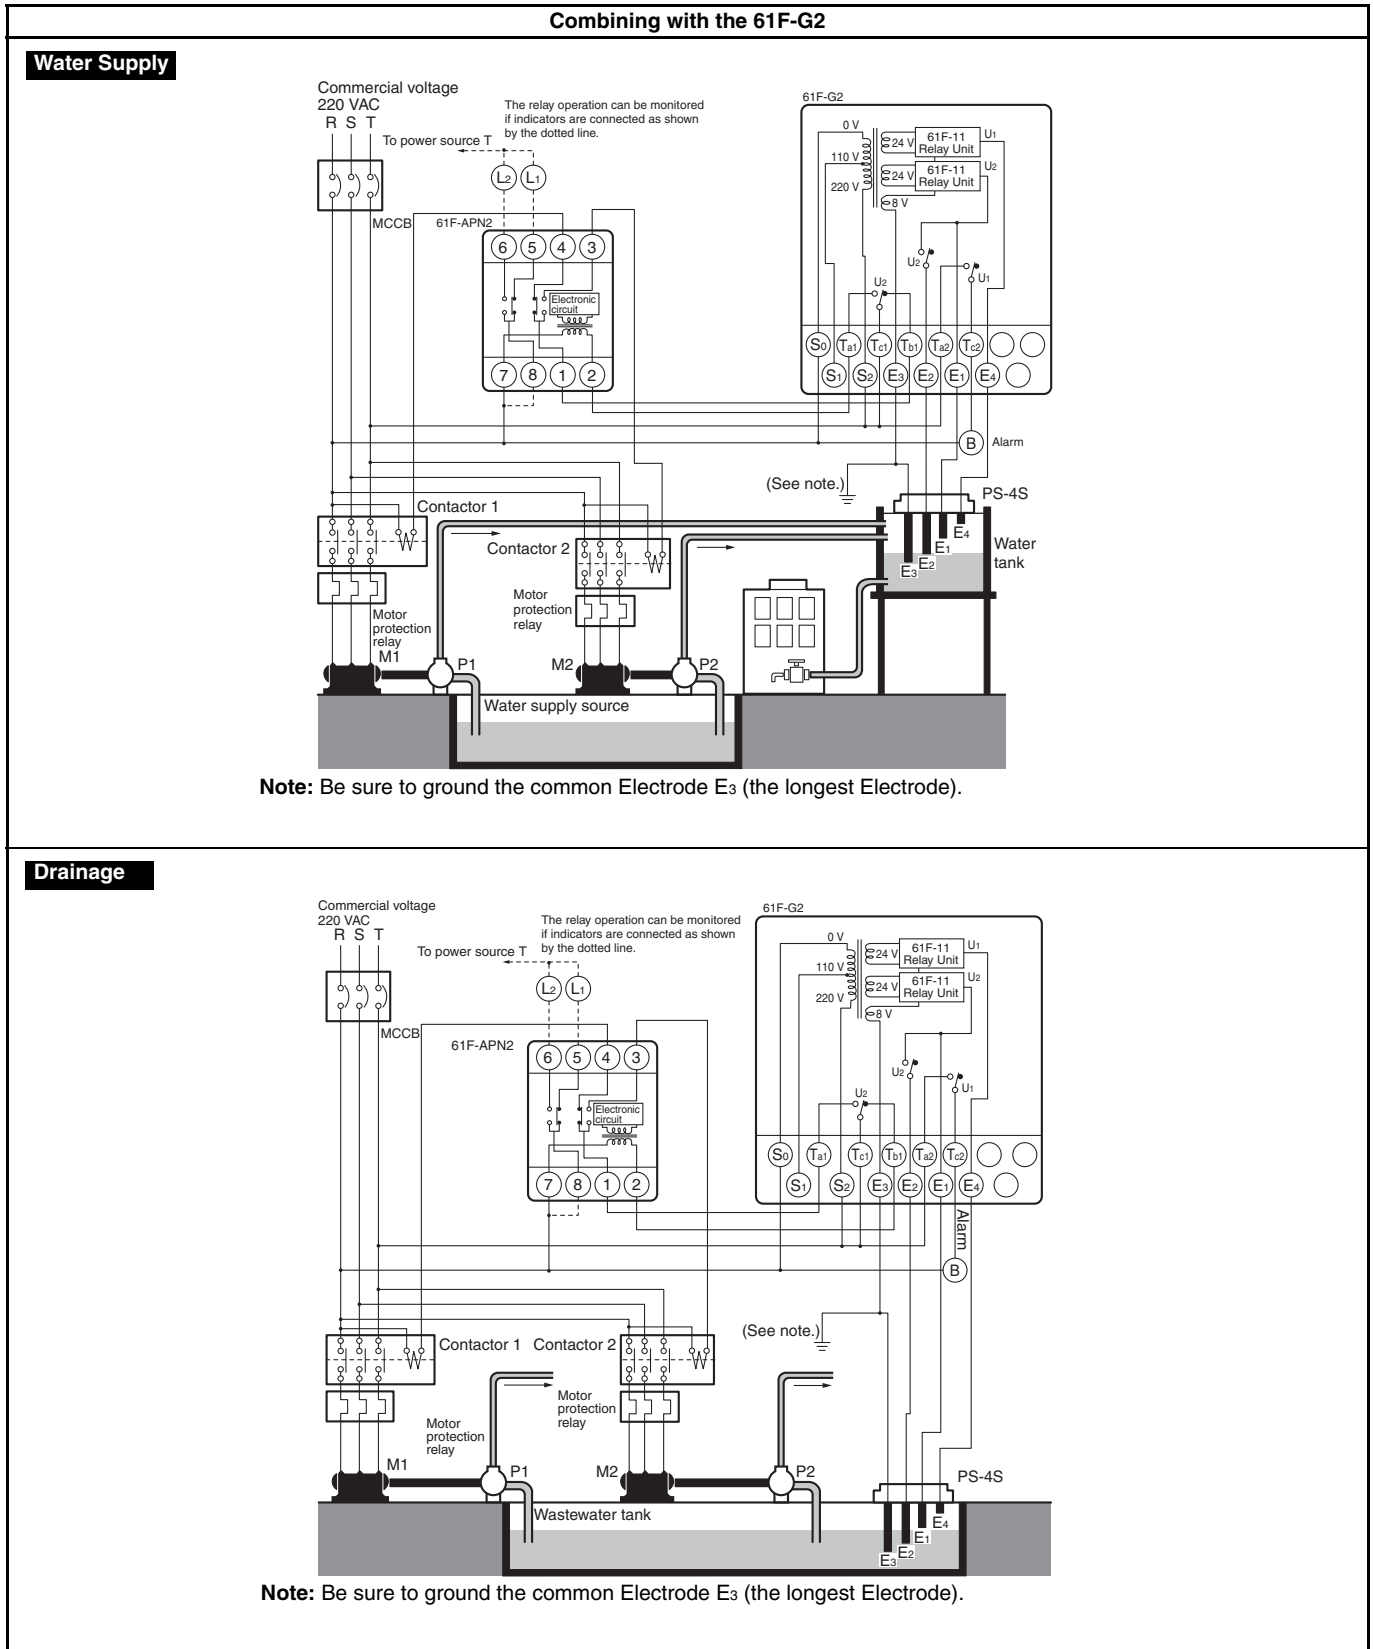 Combining with the 61F-G2
Water Supply
Commercial voltage
220 VAC
R S T
The relay operation can be monitored
if indicators are connected as shown
by the dotted line.
To power source T
L2 L1
MCCB
61F-APN2
6 5 4 3
Electronic
circuit
7 8 1 2
61F-G2
0 V
110 V
220 V
24 V
61F-11
Relay Unit
U1
24 V
61F-11
Relay Unit
U2
8 V
U2
U1
U2
S0 Ta1 Tc1 Tb1 Ta2 Tc2
S1 S2 E3 E2 E1 E4
B
Alarm
(See note.)
PS-4S
Contactor 1
Contactor 2
E4
E1
E2
E3
Water
tank
Motor
protection
relay
Motor
protection
relay
M1
P1
M2
P2
Water supply source
Note: Be sure to ground the common Electrode E3 (the longest Electrode).
Drainage
Commercial voltage
220 VAC
R S T
The relay operation can be monitored
if indicators are connected as shown
by the dotted line.
To power source T
L2 L1
MCCB
61F-APN2
6 5 4 3
Electronic
circuit
7 8 1 2
61F-G2
0 V
110 V
220 V
24 V
61F-11
Relay Unit
U1
24 V
61F-11
Relay Unit
U2
8 V
U2
U1
U2
S0 Ta1 Tc1 Tb1 Ta2 Tc2
S1 S2 E3 E2 E1 E4
Alarm
B
(See note.)
Contactor 1
Contactor 2
Motor
protection
relay
Motor
protection
relay
M1
P1
M2
P2
PS-4S
Wastewater tank
E4
E1
E2
E3
Note: Be sure to ground the common Electrode E3 (the longest Electrode).